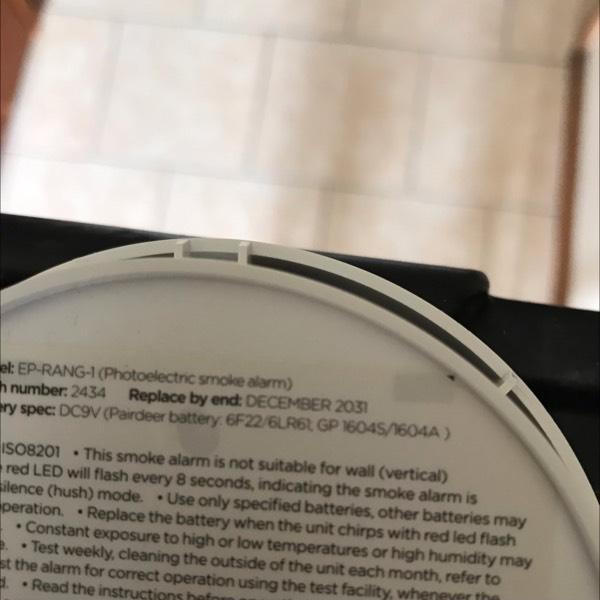 el: EP-RANG-1 (Photoelectric smoke alarm)
h number: 2434 Replace by end: DECEMBER 2031
ery spec: DC9V (Pairdeer battery: 6F22/6LR61, GP 1604S/1604A )
ISO8201 • This smoke alarm is not suitable for wall (vertical)
red LED will flash every 8 seconds, indicating the smoke alarm is
silence (hush) mode. • Use only specified batteries, other batteries may
peration. • Replace the battery when the unit chirps with red led flash
• Constant exposure to high or low temperatures or high humidity may
e. • Test weekly, cleaning the outside of the unit each month, refer to
st the alarm for correct operation using the test facility, whenever the
d. • Read the instructions before